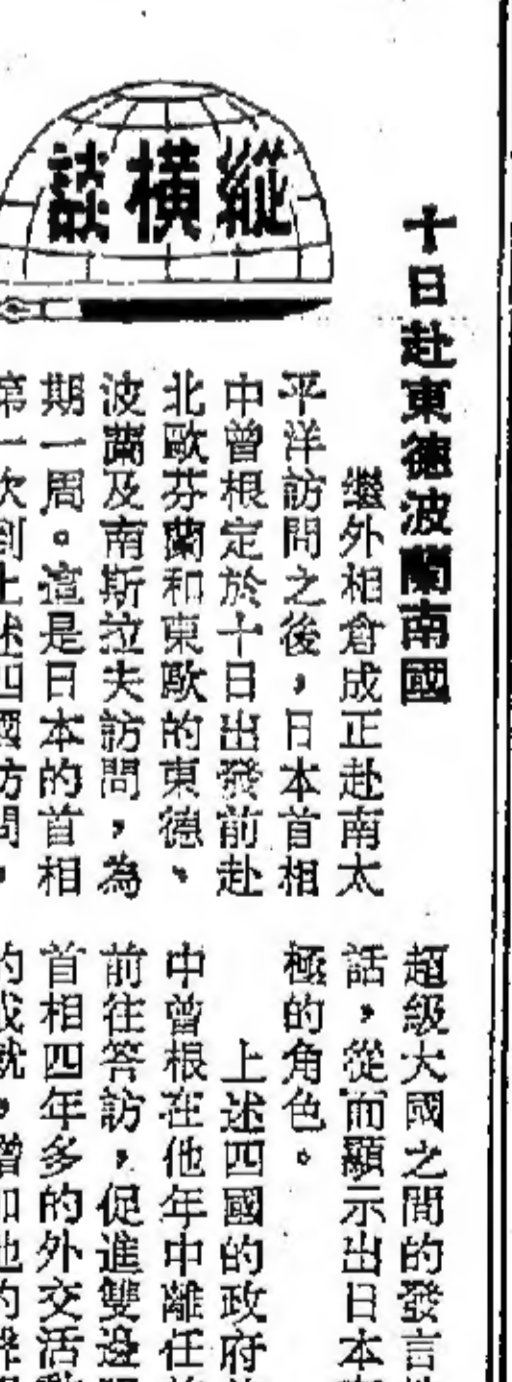 縱橫談
十日赴東德波蘭南國
繼外相倉成正赴南太
平洋訪問之後，日本首相
中曾根定於十日出發前赴
北歐芬蘭和東歐的東德、
波蘭及南斯拉夫訪問，為
期一周。這是日本的首相
第一次到上述四國訪問，
超級大國之間的發言
話，從而顯示出日本
極的角色。
上述四國的政府
中曾根在他年中離任
前往答訪，促進雙邊
首相四年多的外交活動
的成就，增加他的聲